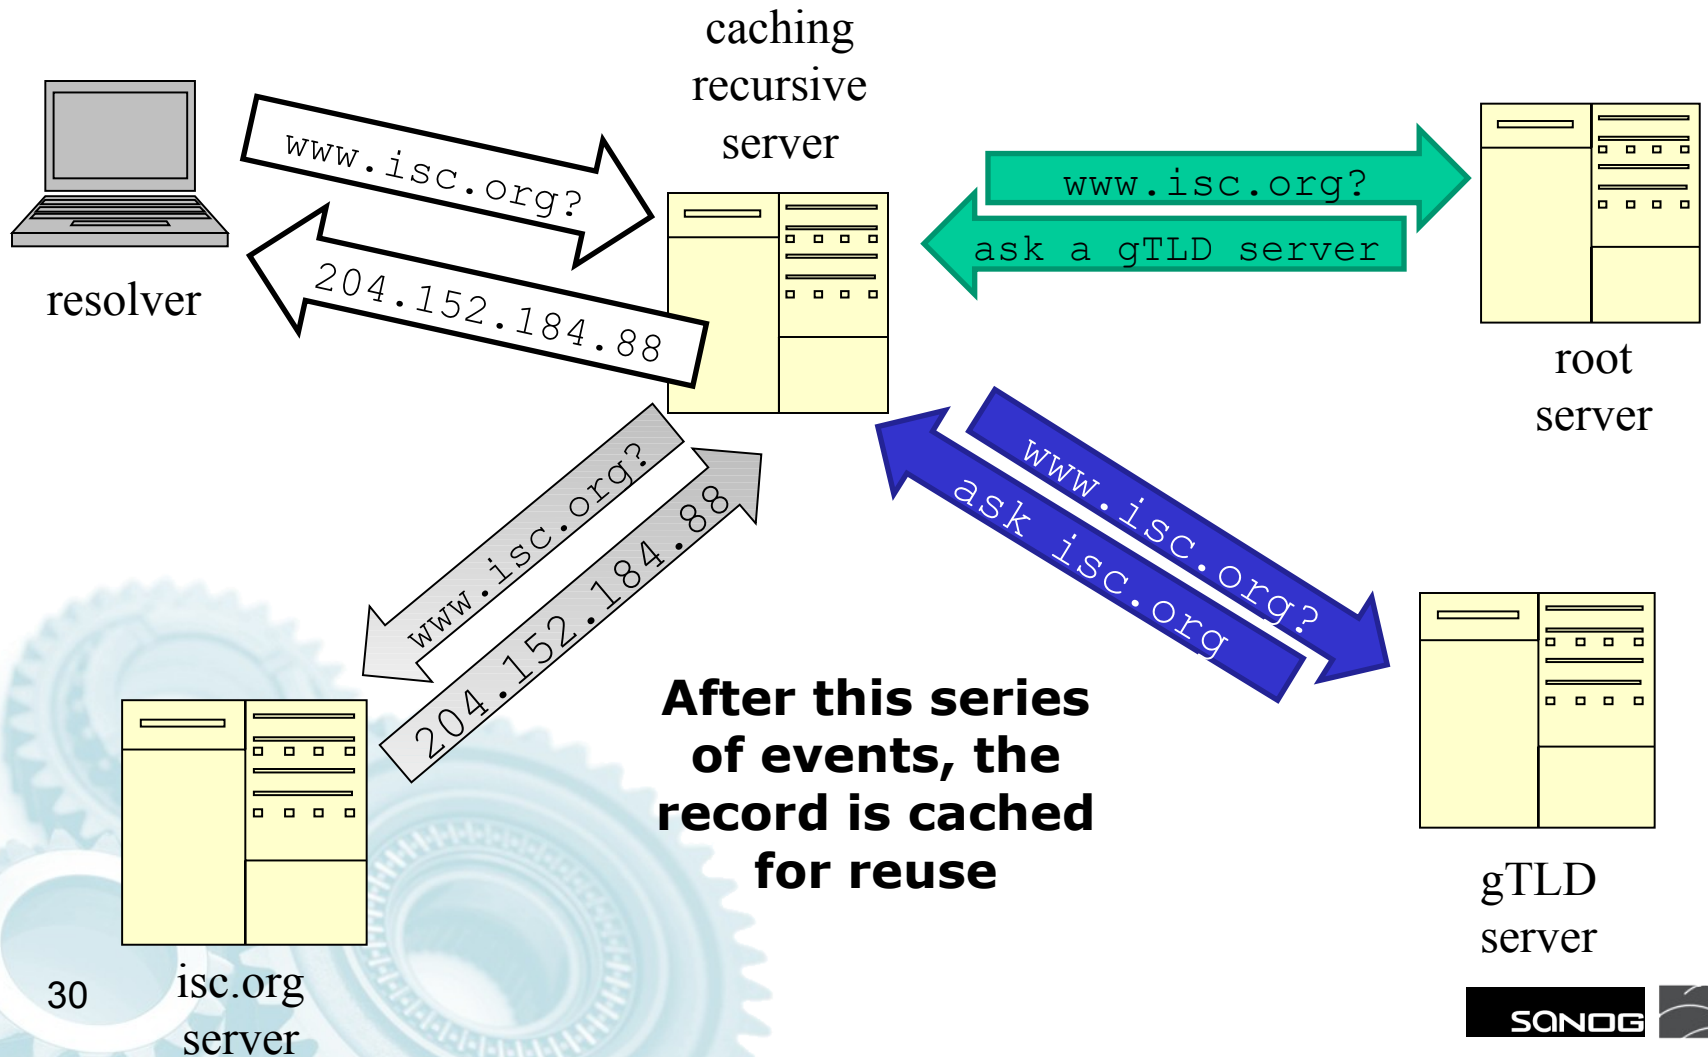 caching
recursive
server
www.isc.org?
204.152.184.88
resolver
www.isc.org?
ask a gTLD server
root
server
www.isc.org?
204.152.184.88
www.isc.org?
ask isc.org
After this series
of events, the
record is cached
for reuse
gTLD
server
isc.org
server
30
SANOG